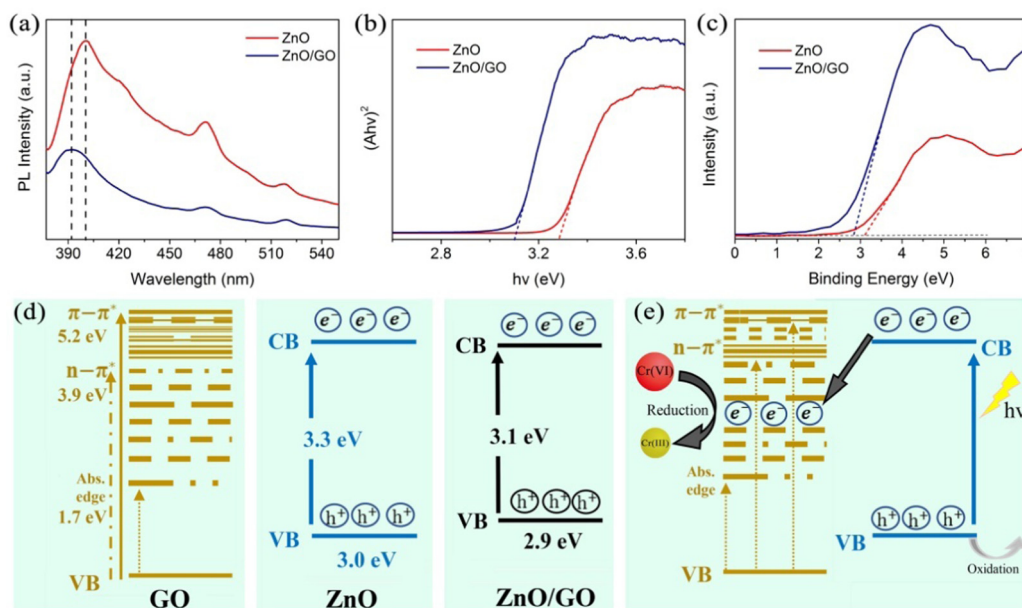 (a)
ZnO
ZnO/GO
PL Intensity (a.u.)
390 420 450 480 510 540
Wavelength (nm)
(b)
ZnO
ZnO/GO
(Ahν)²
2.8 3.2 3.6
hν (eV)
(c)
ZnO
ZnO/GO
Intensity (a.u.)
0 1 2 3 4 5 6 7
Binding Energy (eV)
(d)
π−π*
5.2 eV
n−π*
3.9 eV
Abs.
edge
1.7 eV
VB
GO
e⁻ e⁻ e⁻
CB
3.3 eV
h⁺ h⁺ h⁺
VB
3.0 eV
ZnO
e⁻ e⁻ e⁻
CB
3.1 eV
h⁺ h⁺ h⁺
VB
2.9 eV
ZnO/GO
(e)
π−π*
n−π*
Cr(VI)
Reduction
Cr(III)
e⁻ e⁻ e⁻
Abs.
edge
VB
e⁻ e⁻ e⁻
CB
hν
h⁺ h⁺ h⁺
VB
Oxidation